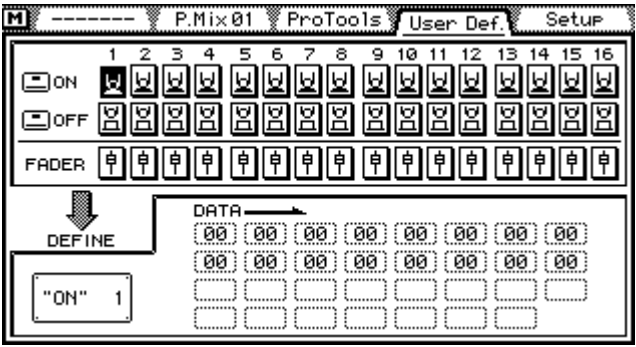 M ------- P.Mix01 ProTools User Def. Setup
1 2 3 4 5 6 7 8 9 10 11 12 13 14 15 16
ON
OFF
FADER
DATA
DEFINE
00 00 00 00 00 00 00 00
00 00 00 00 00 00 00 00
"ON" 1